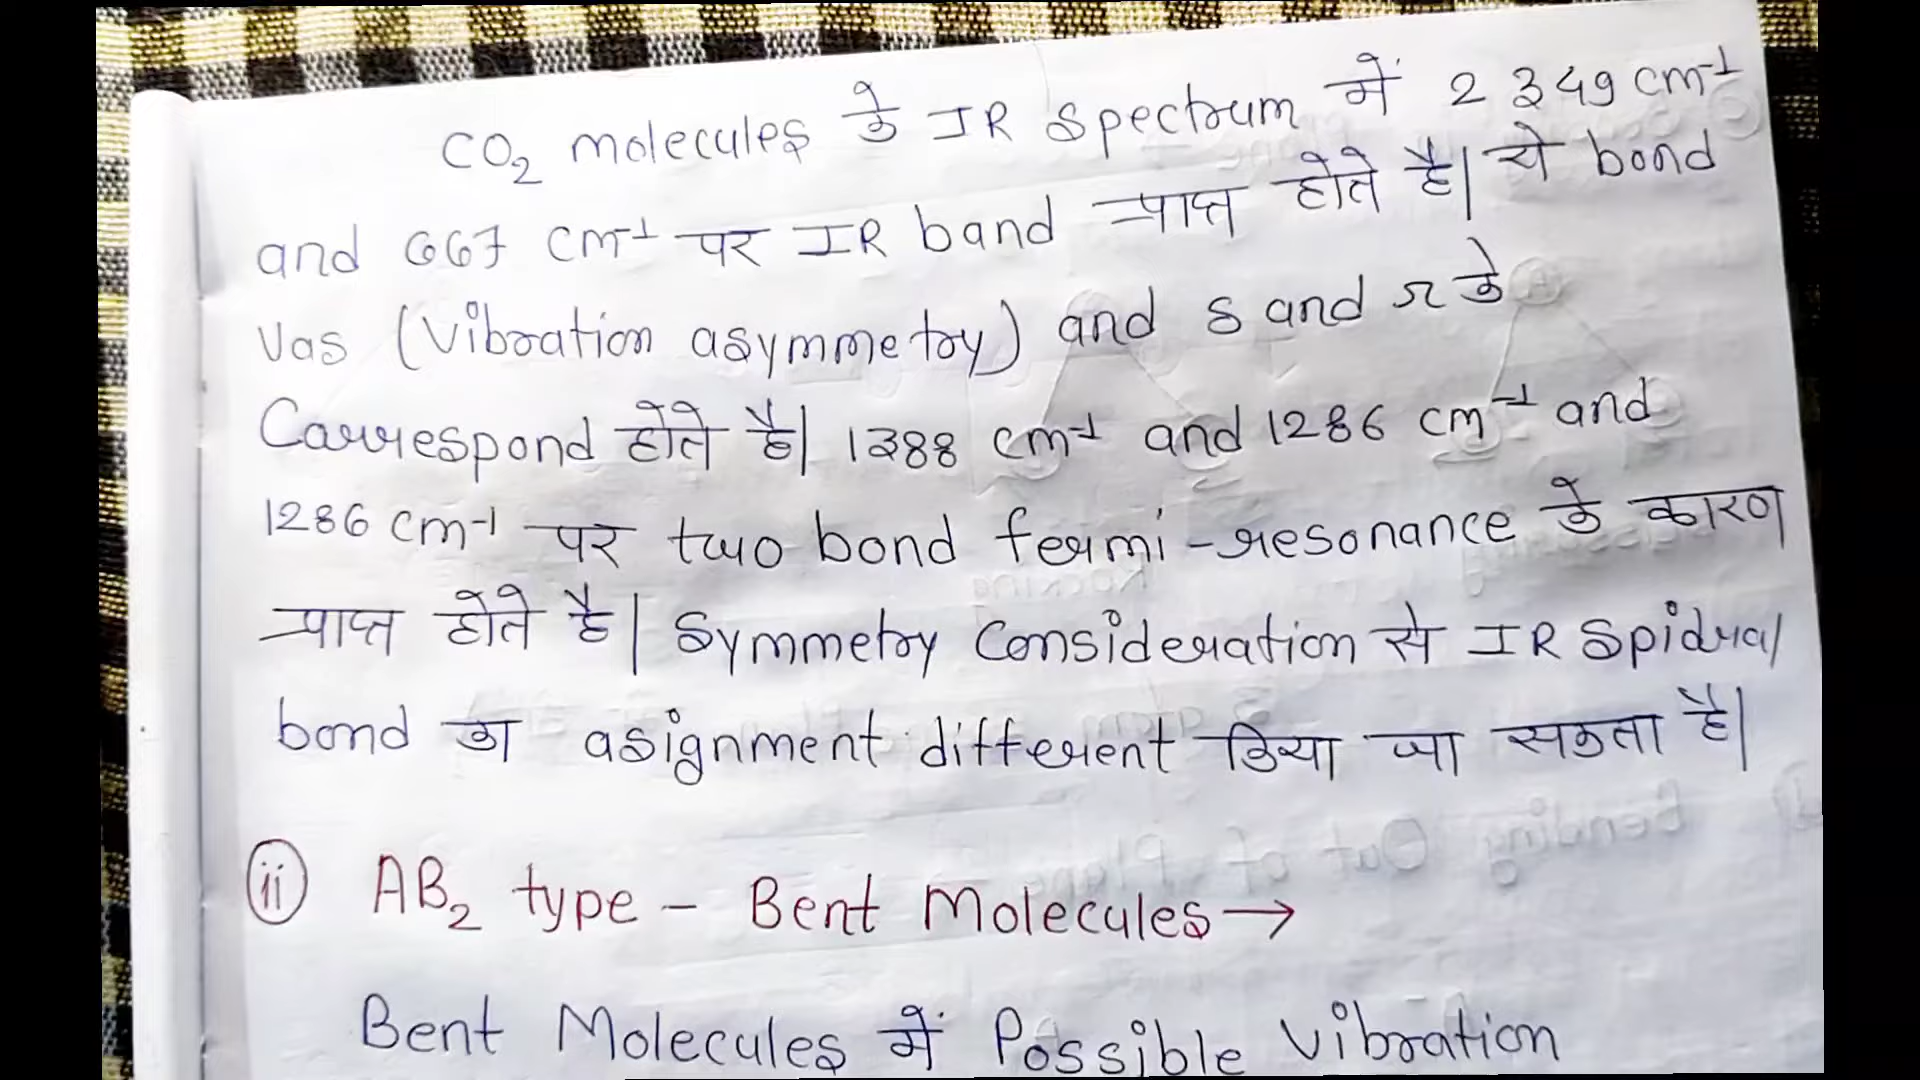 CO₂ molecules के IR Spectrum में 2349 cm⁻¹
and 667 cm⁻¹ पर IR band प्राप्त होते है। ये bond
Vas (Vibration asymmetry) and s and π के
Correspond होते है। 1388 cm⁻¹ and 1286 cm⁻¹ and
1286 cm⁻¹ पर two bond fermi-resonance के कारण
प्राप्त होते है। Symmetry Consideration से IR
bond का asignment different किया जा सकता है।
(ii) AB₂ type - Bent Molecules →
Bent Molecules में Possible Vibration